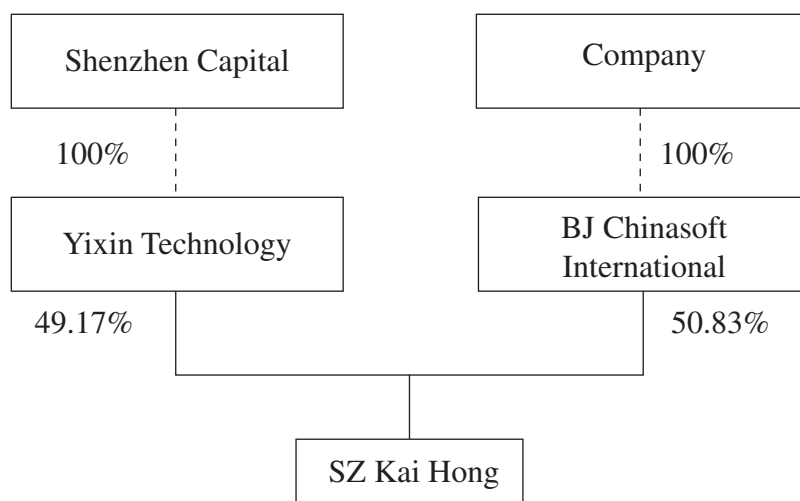 Shenzhen Capital
Company
100%
100%
Yixin Technology
BJ Chinasoft
International
49.17%
50.83%
SZ Kai Hong